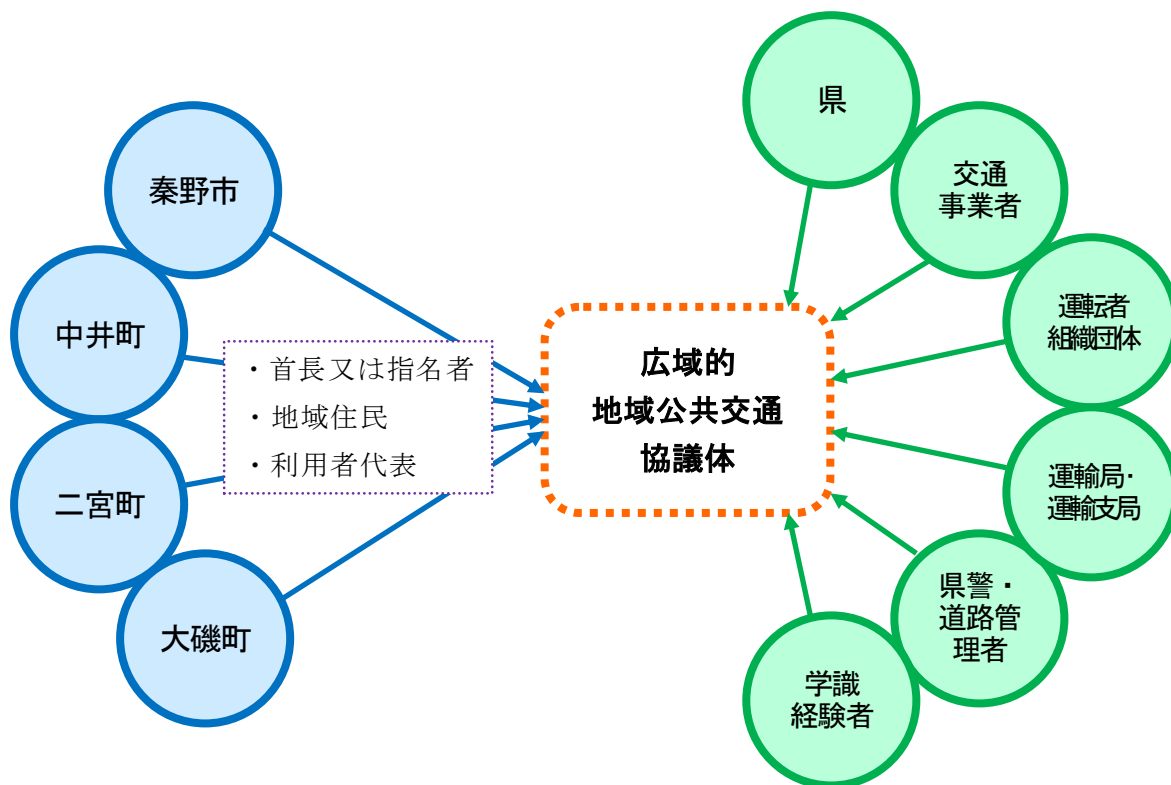 秦野市
中井町
二宮町
大磯町
・首長又は指名者
・地域住民
・利用者代表
広域的
地域公共交通
協議体
県
交通
事業者
運転者
組織団体
運輸局・
運輸支局
県警・
道路管
理者
学識
経験者